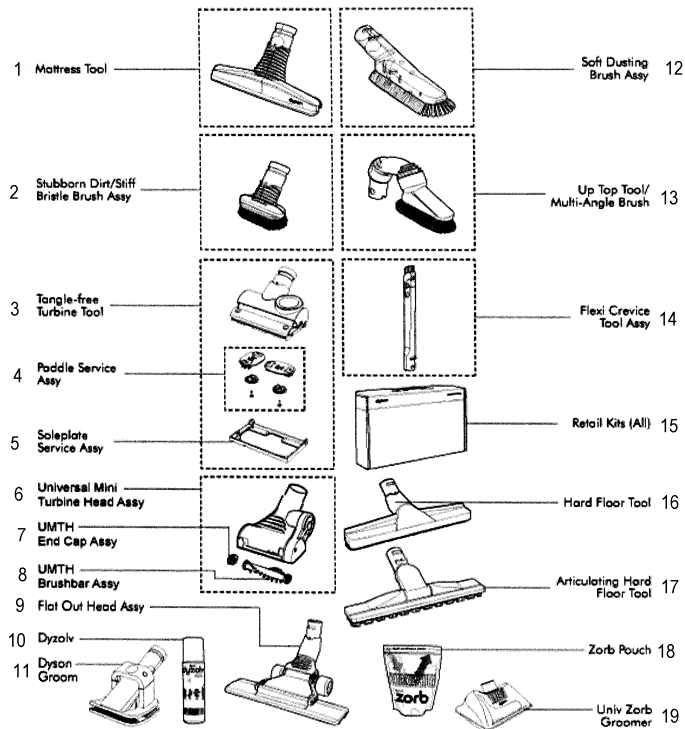 1 Mattress Tool
2 Stubborn Dirt/Stiff
Bristle Brush Assy
3 Tangle-free
Turbine Tool
4 Paddle Service
Assy
5 Soleplate
Service Assy
6 Universal Mini
Turbine Head Assy
7 UMTH
End Cap Assy
8 UMTH
Brushbar Assy
9 Flat Out Head Assy
10 Dyzolv
11 Dyson
Groom
Soft Dusting 12
Brush Assy
Up Top Tool/
Multi-Angle Brush 13
Flexi Crevice
Tool Assy 14
Retail Kits (All) 15
Hard Floor Tool 16
Articulating Hard
Floor Tool 17
Zorb Pouch 18
Univ Zorb
Groomer 19
dyson
dyzolv
zorb